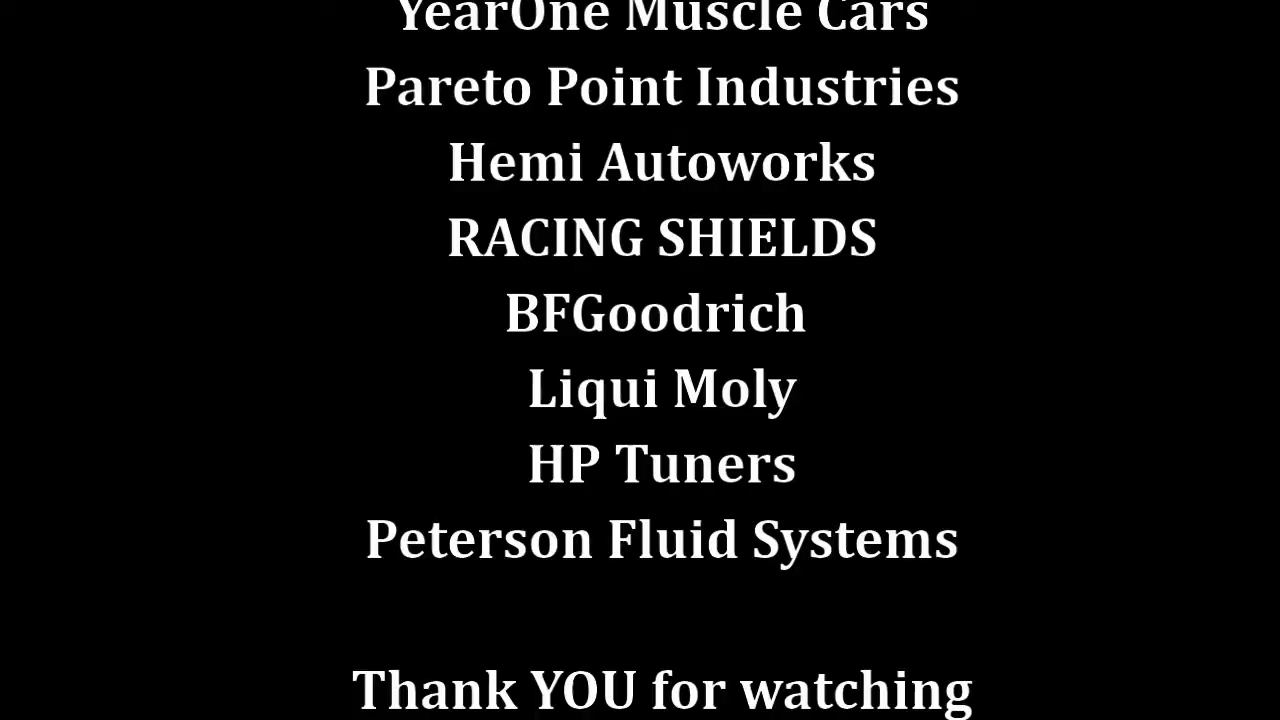 YearOne Muscle Cars
Pareto Point Industries
Hemi Autoworks
RACING SHIELDS
BFGoodrich
Liqui Moly
HP Tuners
Peterson Fluid Systems
Thank YOU for watching